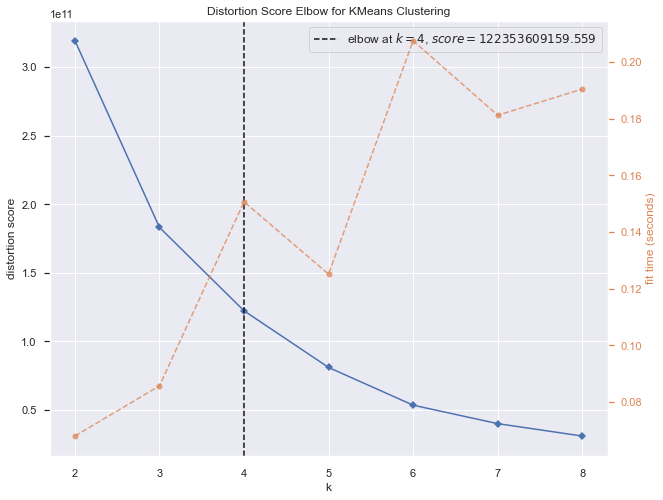 Distortion Score Elbow for KMeans Clustering
1e11
elbow at k = 4, score = 122353609159.559
3.0
2.5
2.0
1.5
1.0
0.5
distortion score
0.20
0.18
0.16
0.14
0.12
0.10
0.08
fit time (seconds)
2 3 4 5 6 7 8
k